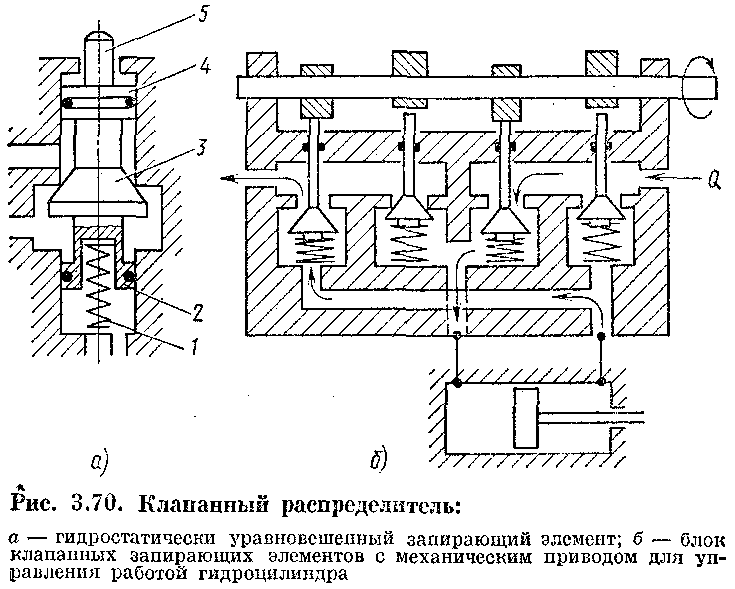 5
4
3
2
1
Q
а)
б)
Рис. 3.70. Клапанный распределитель:
а — гидростатически уравновешенный запирающий элемент; б — блок
клапанных запирающих элементов с механическим приводом для уп-
равления работой гидроцилиндра